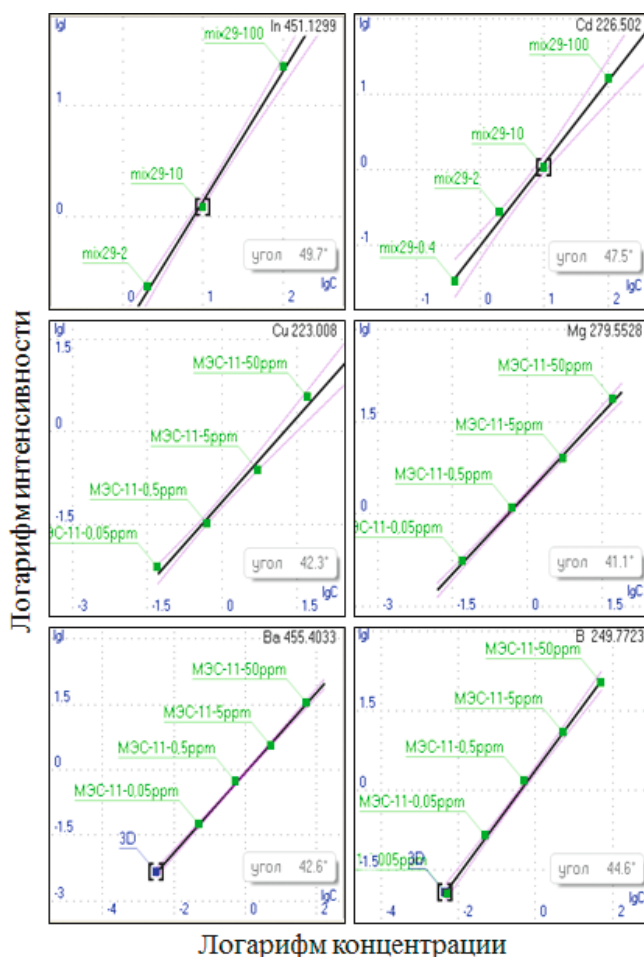 Логарифм интенсивности
lgI
In 451.1299
mix29-100
1
mix29-10
0
mix29-2
угол 49.7°
0
1
2
lgC
lgI
Cd 226.502
mix29-100
1
mix29-10
0
mix29-2
mix29-0.4
-1
угол 47.5°
-1
0
1
2
lgC
lgI
Cu 223.008
1.5
МЭС-11-50ppm
0
МЭС-11-5ppm
МЭС-11-0.5ppm
-1.5
ЭС-11-0.05ppm
угол 42.3°
-3
-1.5
0
1.5
lgC
lgI
Mg 279.5528
МЭС-11-50ppm
1.5
МЭС-11-5ppm
МЭС-11-0.5ppm
0
МЭС-11-0.05ppm
угол 41.1°
-3
-1.5
0
1.5
lgC
lgI
Ba 455.4033
МЭС-11-50ppm
1.5
МЭС-11-5ppm
0
МЭС-11-0.5ppm
МЭС-11-0.05ppm
-1.5
3D
угол 42.6°
-3
-4
-2
0
2
lgC
lgI
B 249.7723
МЭС-11-50ppm
1.5
МЭС-11-5ppm
МЭС-11-0.5ppm
0
МЭС-11-0.05ppm
3D
-1.5
005ppm
угол 44.6°
-4
-2
0
2
lgC
Логарифм концентрации